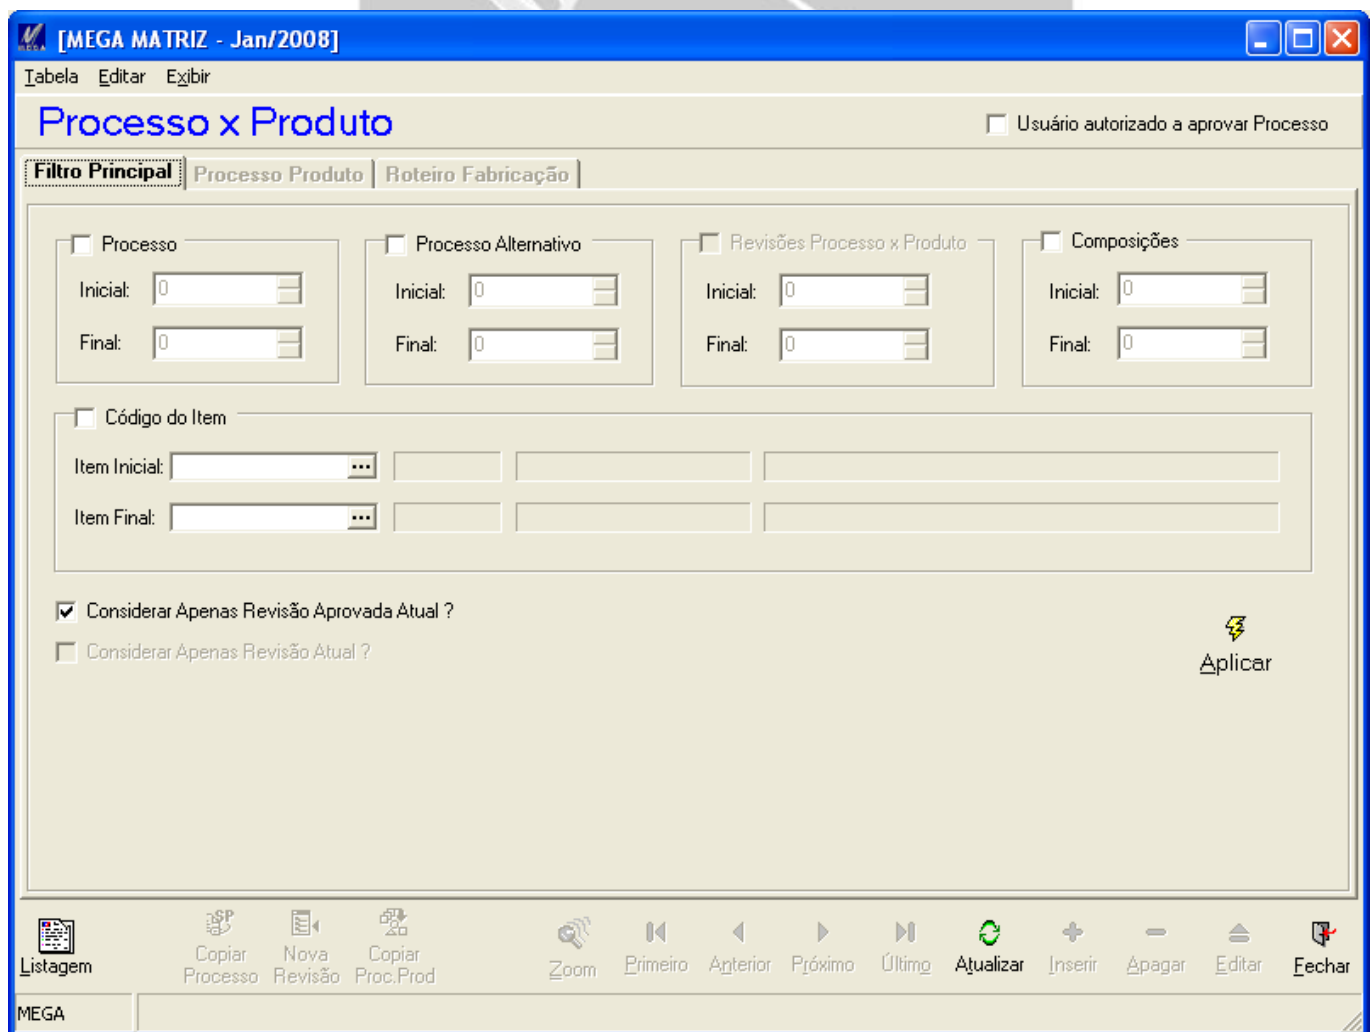 [MEGA MATRIZ - Jan/2008]
Tabela Editar Exibir
Processo x Produto
Usuário autorizado a aprovar Processo
Filtro Principal Processo Produto Roteiro Fabricação
Processo Processo Alternativo Revisões Processo x Produto Composições
Inicial: 0 Inicial: 0 Inicial: 0 Inicial: 0
Final: 0 Final: 0 Final: 0 Final: 0
Código do Item
Item Inicial: ...
Item Final: ...
Considerar Apenas Revisão Aprovada Atual ?
Considerar Apenas Revisão Atual ?
Aplicar
Listagem
Copiar Processo
Nova Revisão
Copiar Proc.Prod
Zoom Primeiro Anterior Próximo Último Atualizar Inserir Apagar Editar Fechar
MEGA